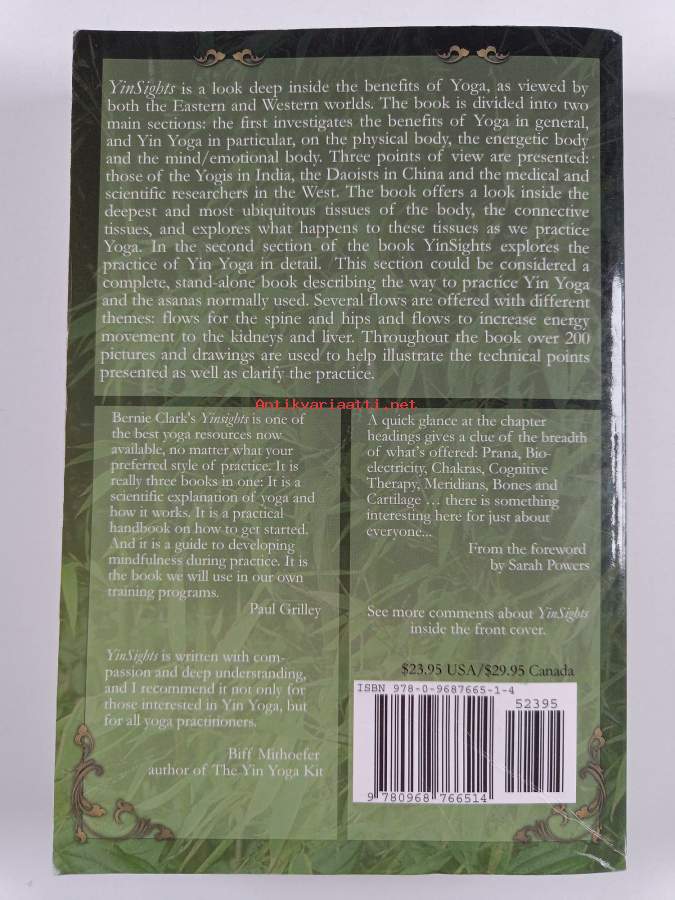 YinSights is a look deep inside the benefits of Yoga, as viewed by
both the Eastern and Western worlds. The book is divided into two
main sections: the first investigates the benefits of Yoga in general,
and Yin Yoga in particular, on the physical body, the energetic body
and the mind/emotional body. Three points of view are presented:
those of the Yogis in India, the Daoists in China and the medical and
scientific researchers in the West. The book offers a look inside the
deepest and most ubiquitous tissues of the body, the connective
tissues, and explores what happens to these tissues as we practice
Yoga. In the second section of the book YinSights explores the
practice of Yin Yoga in detail. This section could be considered a
complete, stand-alone book describing the way to practice Yin Yoga
and the asanas normally used. Several flows are offered with different
themes: flows for the spine and hips and flows to increase energy
movement to the kidneys and liver. Throughout the book over 200
pictures and drawings are used to help illustrate the technical points
presented as well as clarify the practice.
Antikvariaatti.net
Bernie Clark's Yinsights is one of
the best yoga resources now
available, no matter what your
preferred style of practice. It is
really three books in one: It is a
scientific explanation of yoga and
how it works. It is a practical
handbook on how to get started.
And it is a guide to developing
mindfulness during practice. It is
the book we will use in our own
training programs.
Paul Grilley
YinSights is written with com-
passion and deep understanding,
and I recommend it not only for
those interested in Yin Yoga, but
for all yoga practitioners.
Biff Mithoefer
author of The Yin Yoga Kit
A quick glance at the chapter
headings gives a clue of the breadth
of what's offered: Prana, Bio-
electricity, Chakras, Cognitive
Therapy, Meridians, Bones and
Cartilage … there is something
interesting here for just about
everyone...
From the foreword
by Sarah Powers
See more comments about YinSights
inside the front cover.
$23.95 USA/$29.95 Canada
ISBN 978-0-9687665-1-4
52395
9 780968 766514